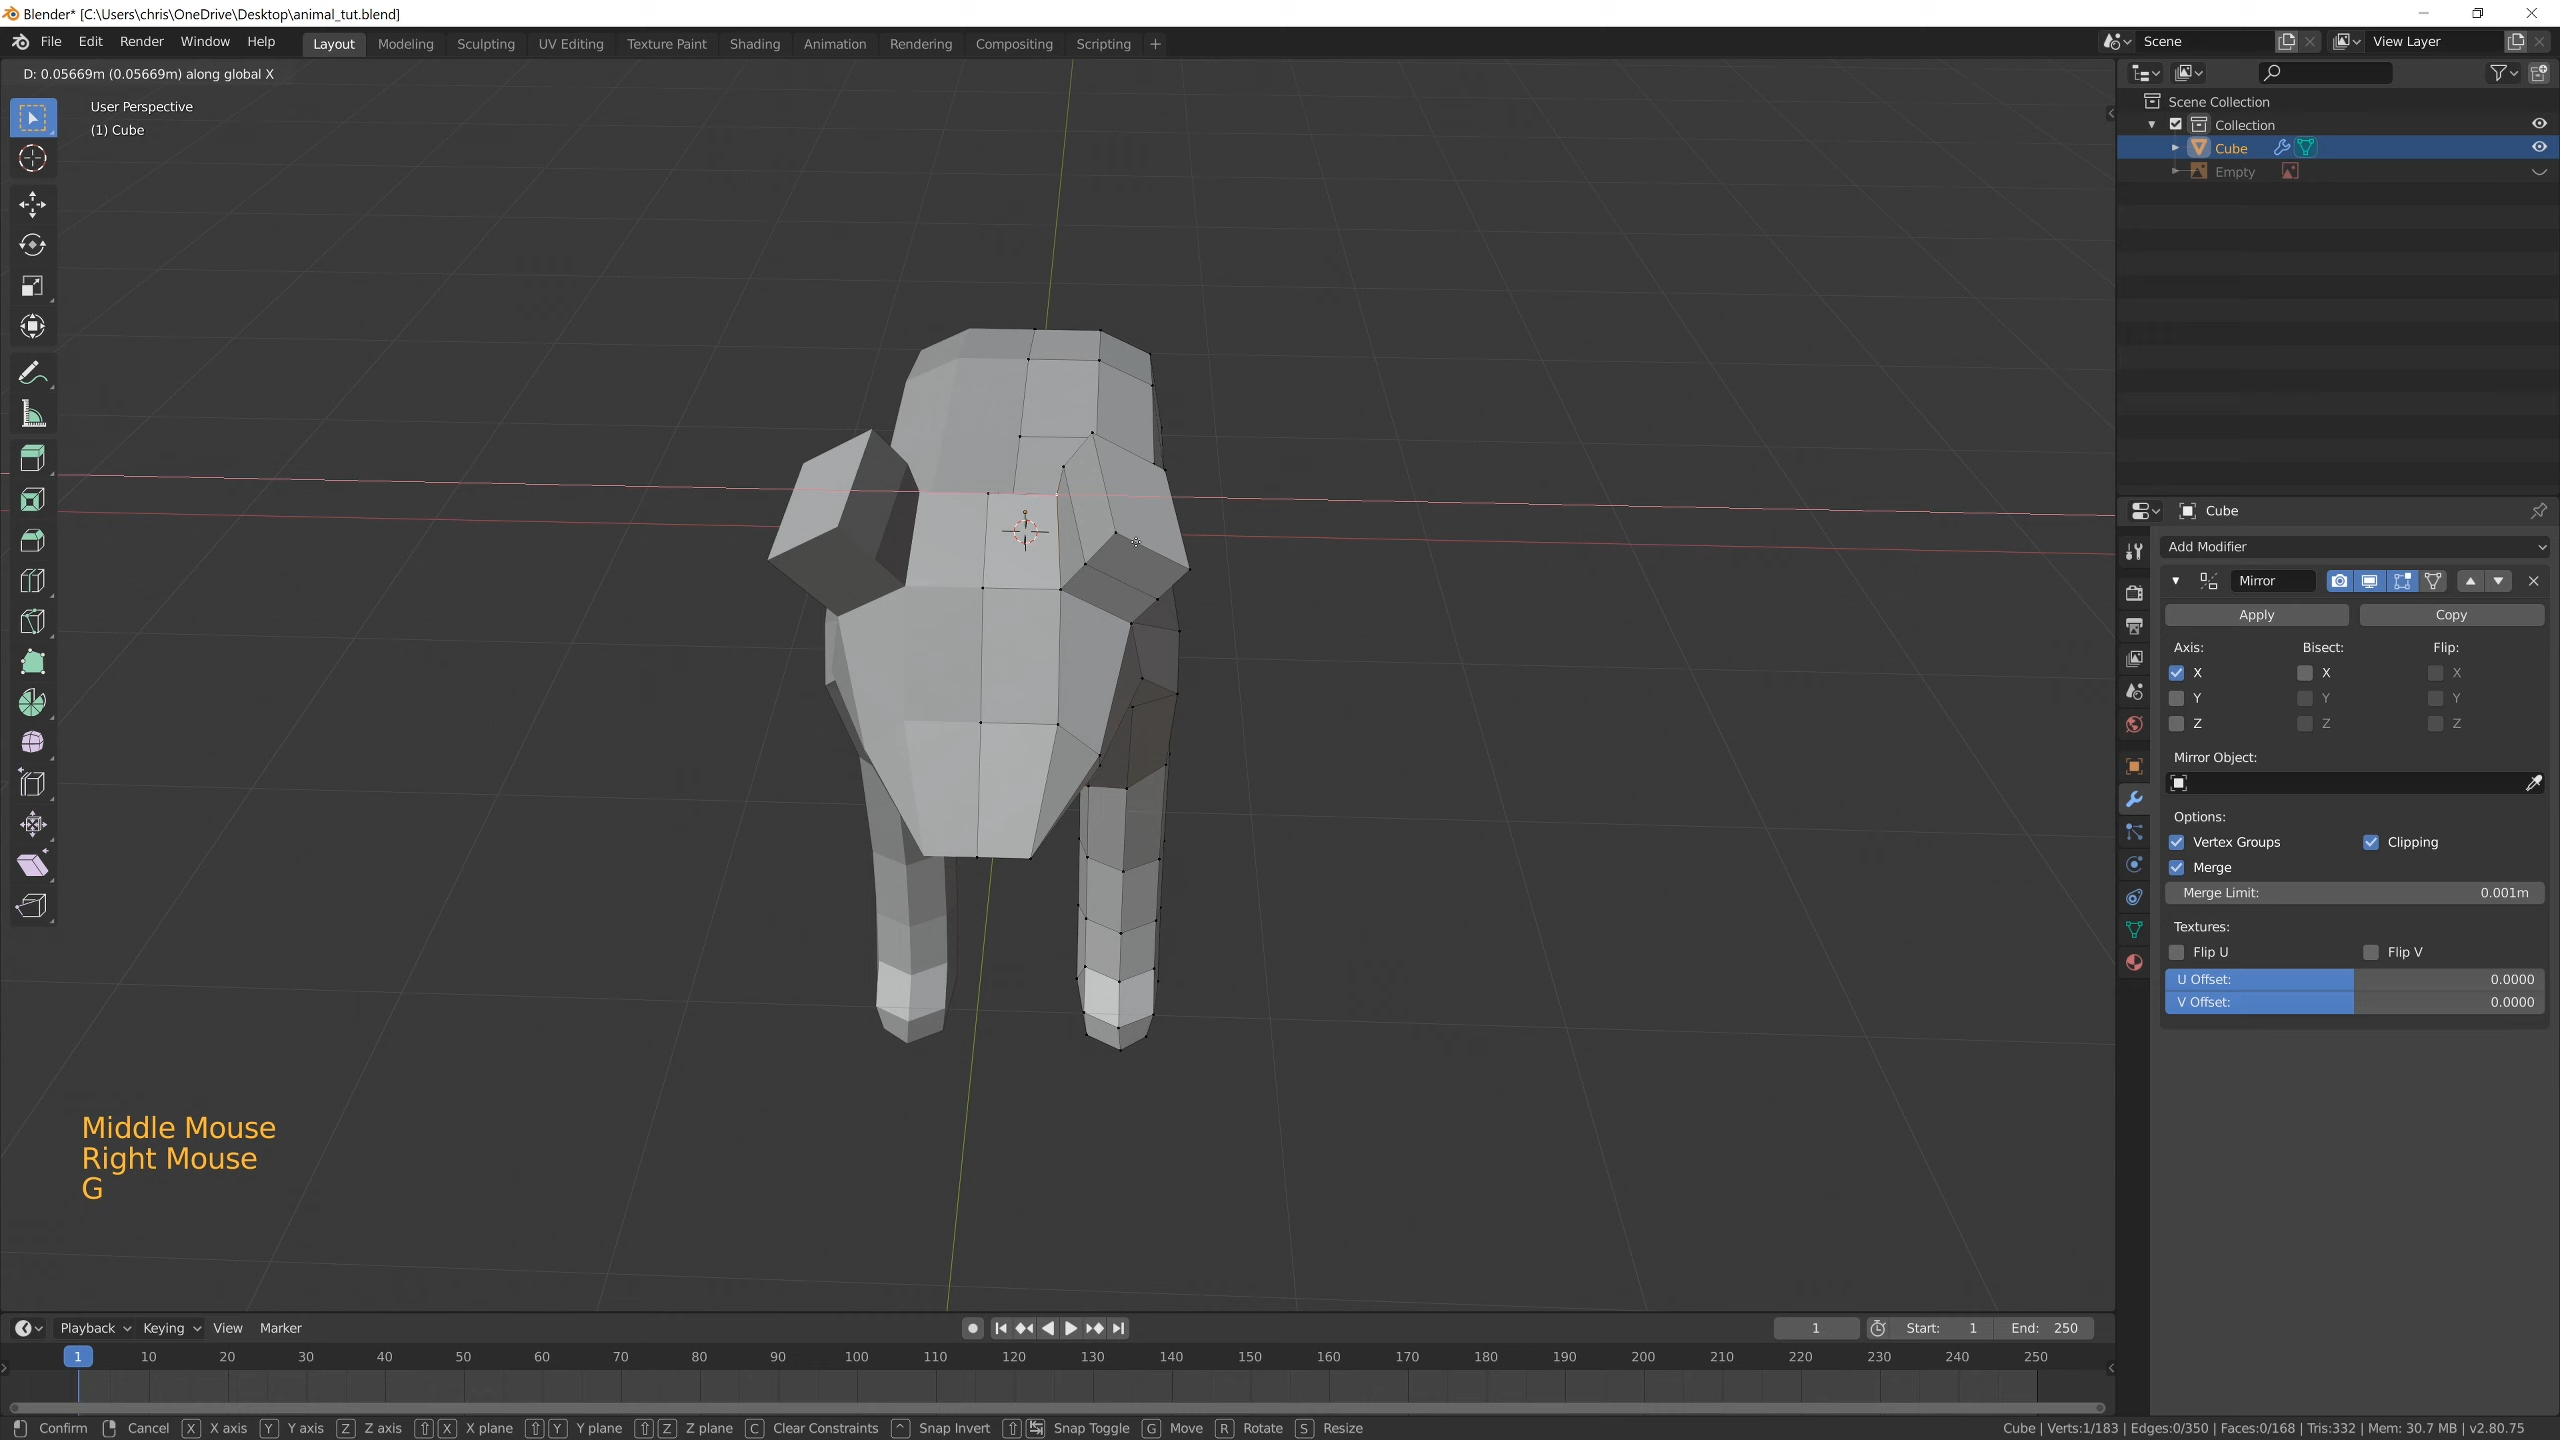 Blender* [C:\Users\chris\OneDrive\Desktop\animal_tut.blend]
File Edit Render Window Help Layout Modeling Sculpting UV Editing Texture Paint Shading Animation Rendering Compositing Scripting + Scene View Layer
D: 0.05669m (0.05669m) along global X
User Perspective
(1) Cube
Scene Collection
Collection
Cube
Empty
Cube
Add Modifier
Mirror
Apply Copy
Axis: Bisect: Flip:
X X X
Y Y Y
Z Z Z
Mirror Object:
Options:
Vertex Groups Clipping
Merge
Merge Limit: 0.001m
Textures:
Flip U Flip V
U Offset: 0.0000
V Offset: 0.0000
Middle Mouse
Right Mouse
G
Playback Keying View Marker 1 Start: 1 End: 250
1 10 20 30 40 50 60 70 80 90 100 110 120 130 140 150 160 170 180 190 200 210 220 230 240 250
Confirm Cancel X X axis Y Y axis Z Z axis X X plane Y Y plane Z Z plane C Clear Constraints ^ Snap Invert Snap Toggle G Move R Rotate S Resize Cube | Verts:1/183 | Edges:0/350 | Faces:0/168 | Tris:332 | Mem: 30.7 MB | v2.80.75